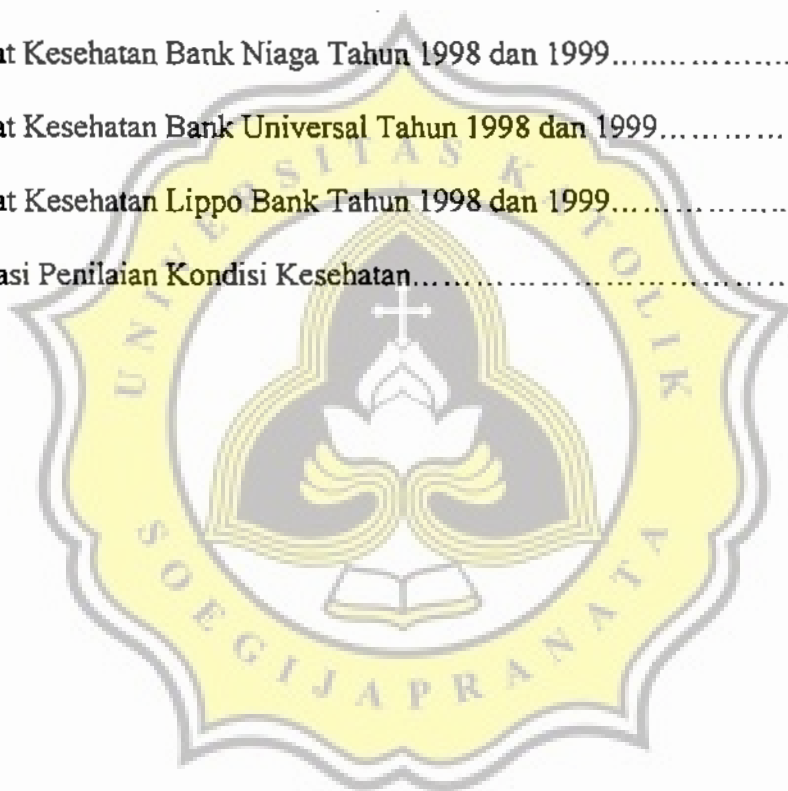 at Kesehatan Bank Niaga Tahun 1998 dan 1999..................
at Kesehatan Bank Universal Tahun 1998 dan 1999.............
at Kesehatan Lippo Bank Tahun 1998 dan 1999..................
asi Penilaian Kondisi Kesehatan.......................................
UNIVERSITAS KATOLIK
SOEGIJAPRANATA